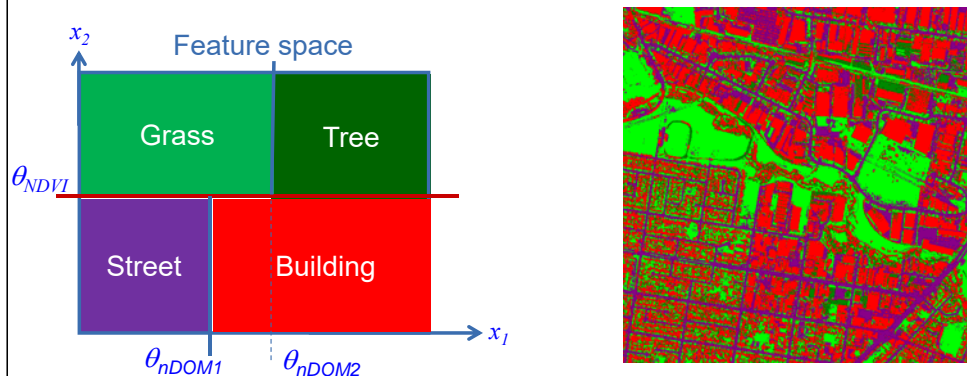 x2
Feature space
Grass
Tree
θNDVI
Street
Building
x1
θnDOM1
θnDOM2